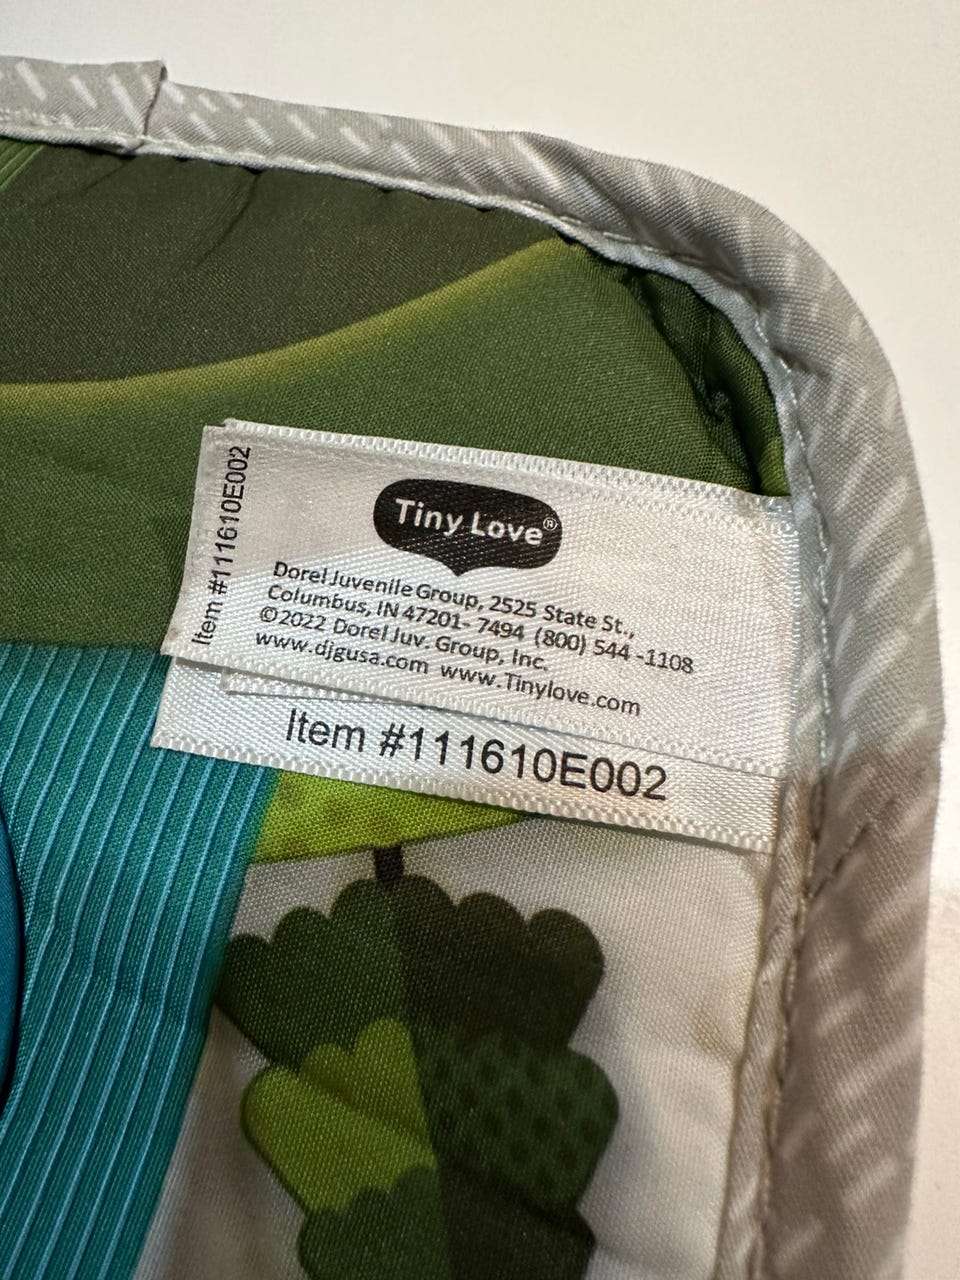 Item #111610E002
Tiny Love®
Dorel Juvenile Group, 2525 State St.,
Columbus, IN 47201- 7494 (800) 544 -1108
©2022 Dorel Juv. Group, Inc.
www.djgusa.com www.Tinylove.com
Item #111610E002